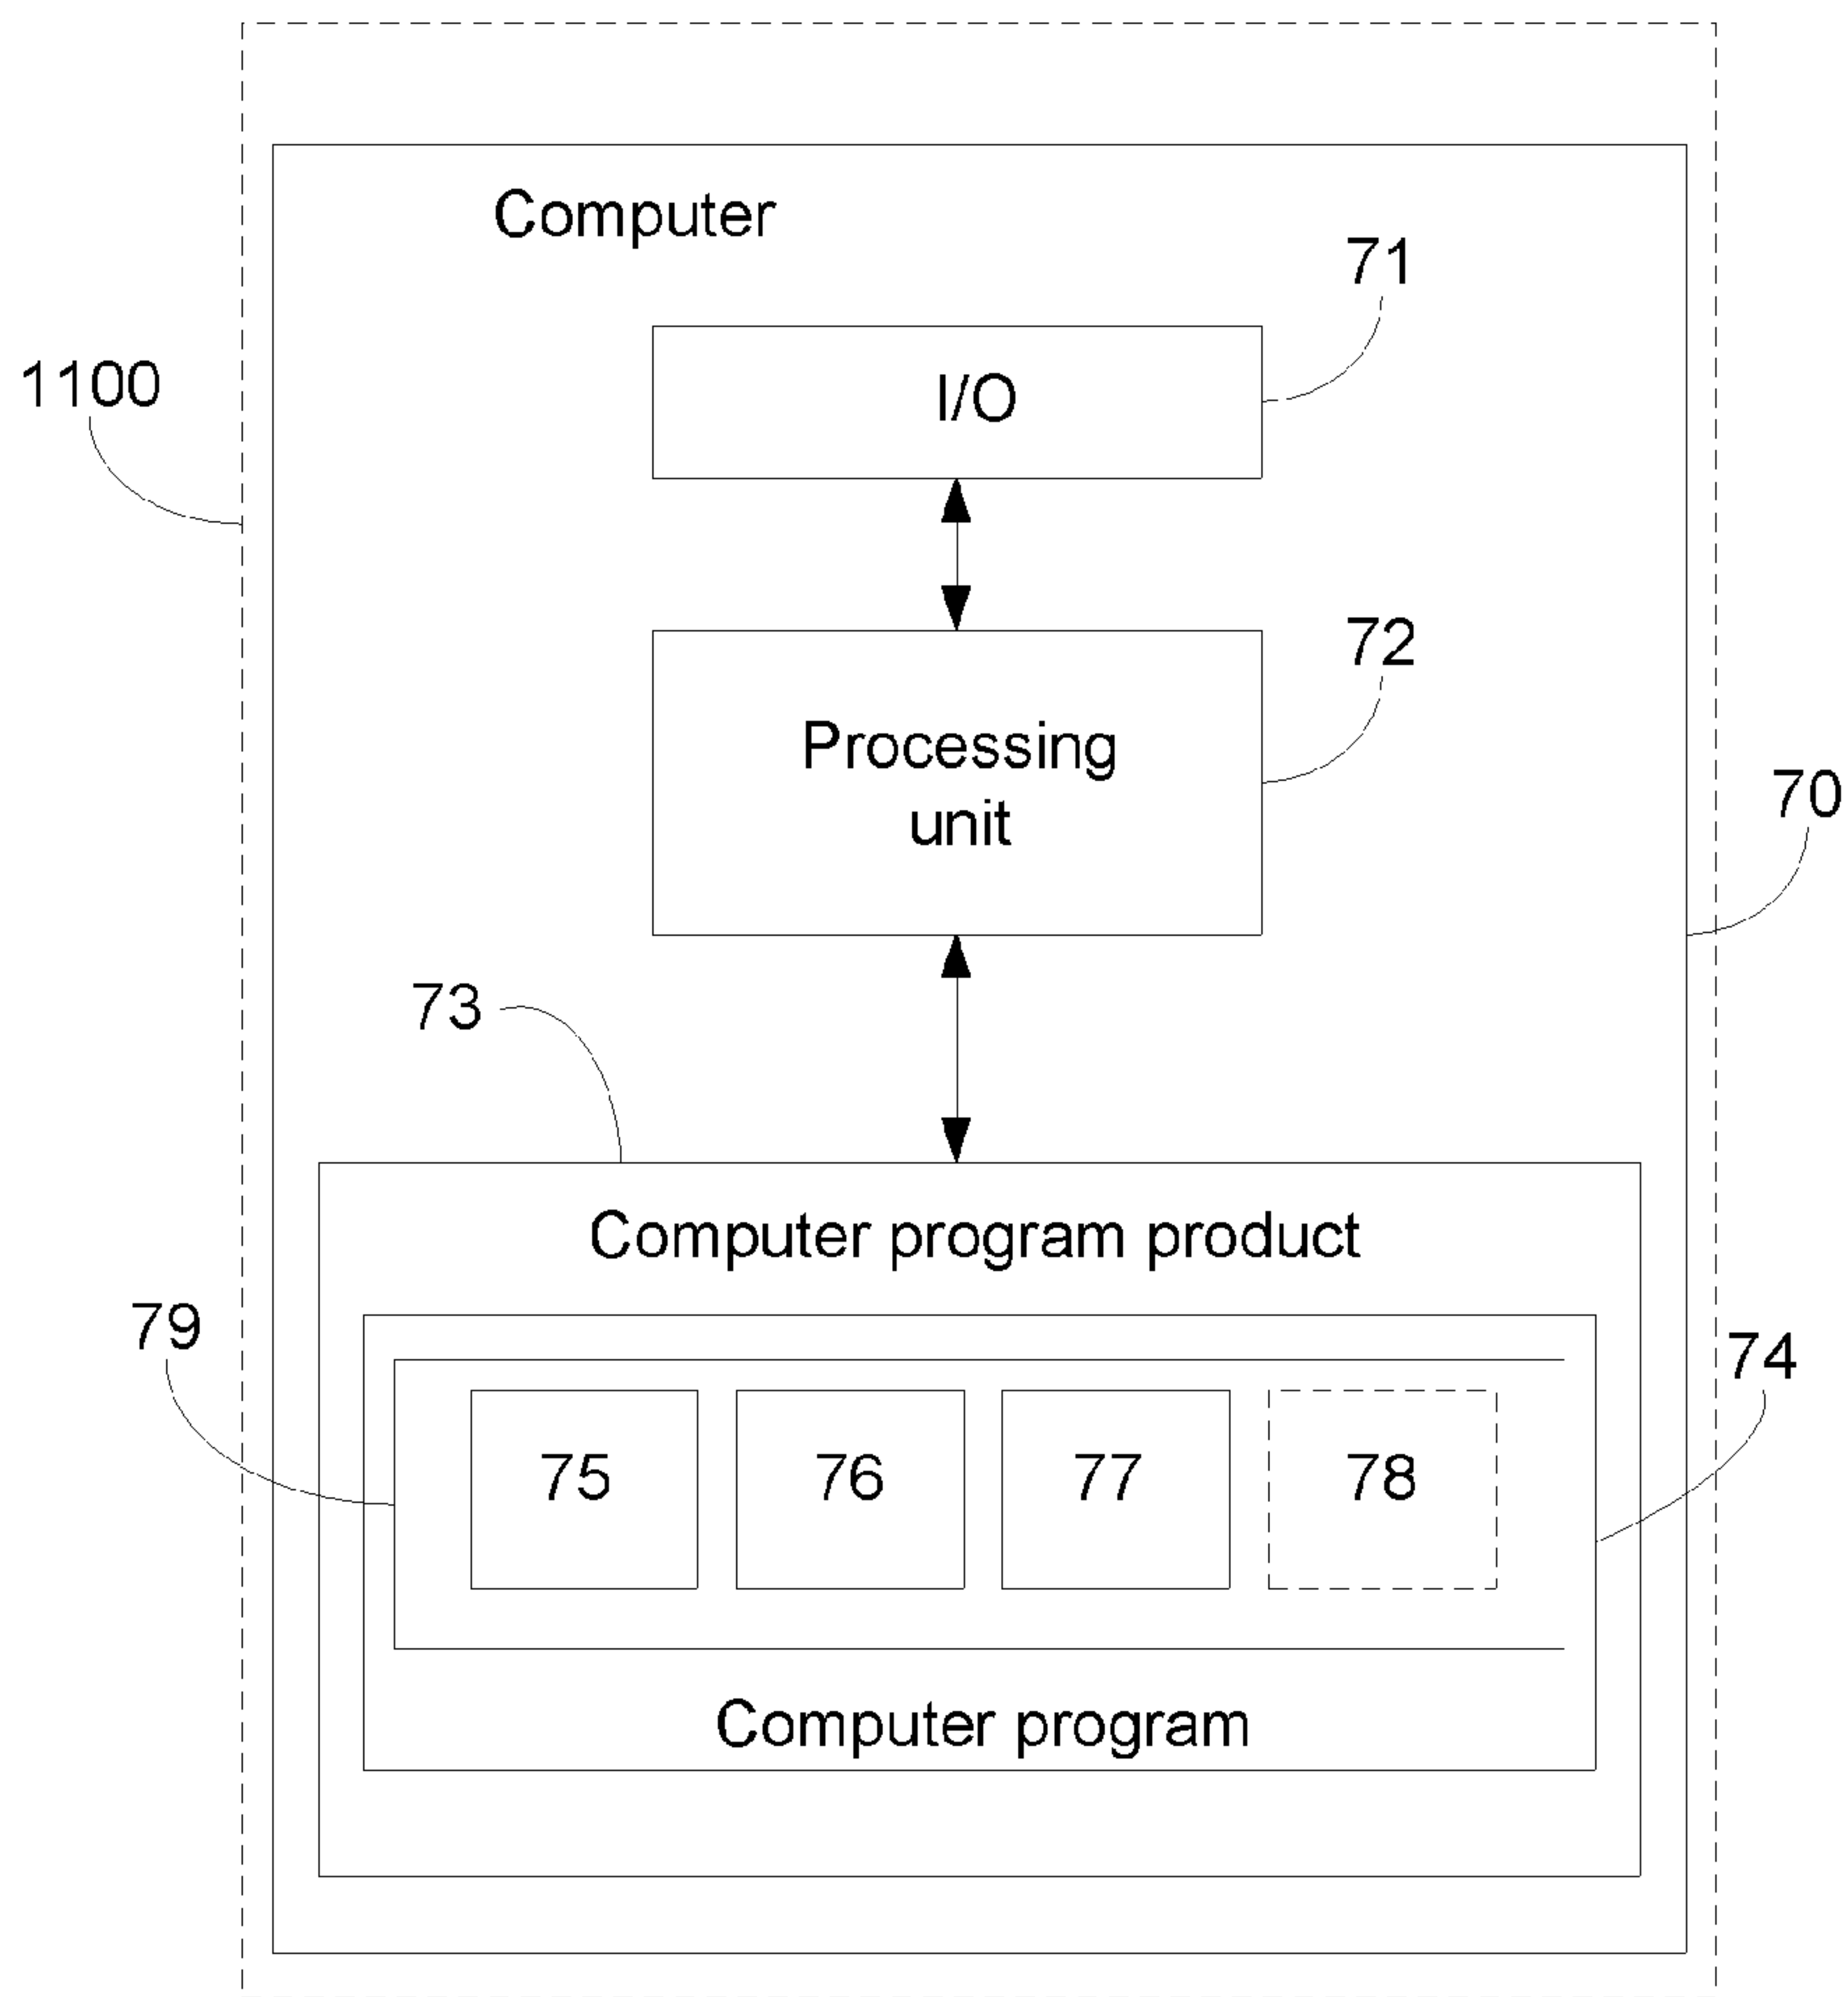 Computer
71
I/O
1100
72
Processing
unit
70
73
Computer program product
79
74
75 76 77 78
Computer program